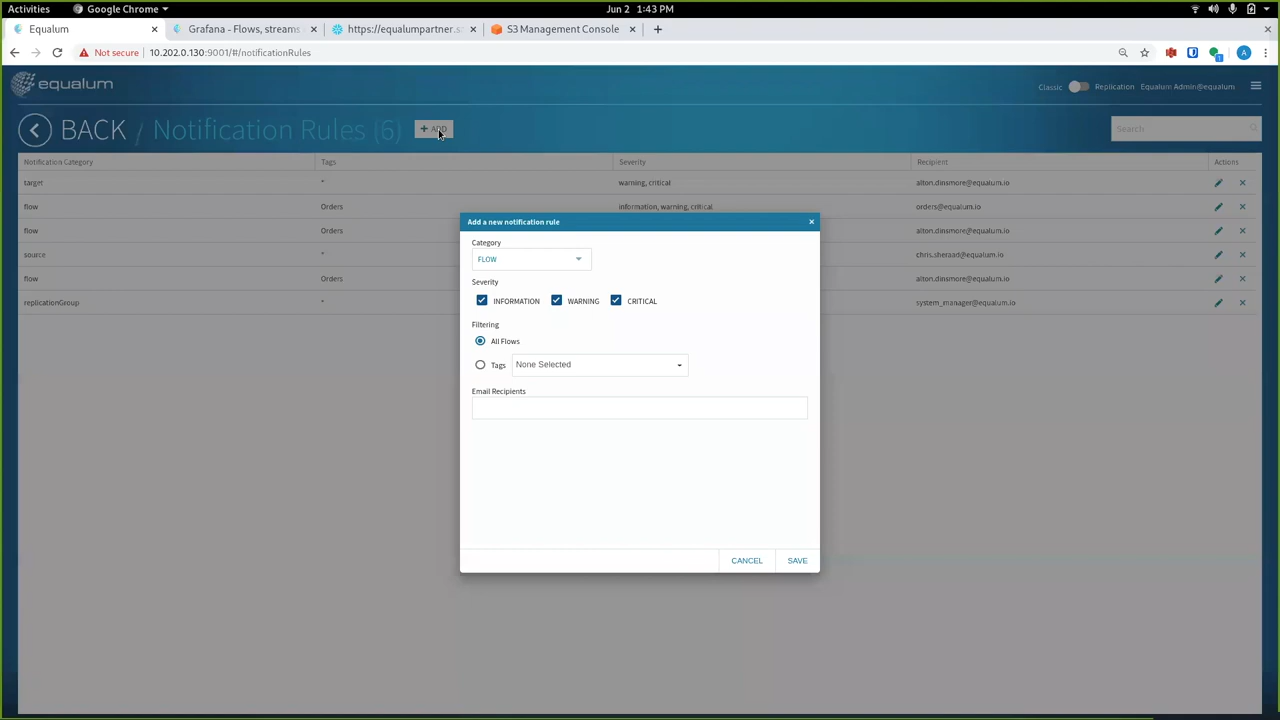 Activities Google Chrome Jun 2 1:43 PM
Equalum Grafana - Flows, streams https://equalumpartner.s S3 Management Console
Not secure 10.202.0.130:9001/#/notificationRules A
equalum Classic Replication Equalum Admin@equalum
BACK / Notification Rules (6) + ADD Search
Notification Category Tags Severity Recipient Actions
target * warning, critical alton.dinsmore@equalum.io
flow Orders information, warning, critical orders@equalum.io
flow Orders alton.dinsmore@equalum.io
source * chris.sheraad@equalum.io
flow Orders alton.dinsmore@equalum.io
replicationGroup * system_manager@equalum.io
Add a new notification rule
Category
FLOW
Severity
INFORMATION WARNING CRITICAL
Filtering
All Flows
Tags None Selected
Email Recipients
CANCEL SAVE